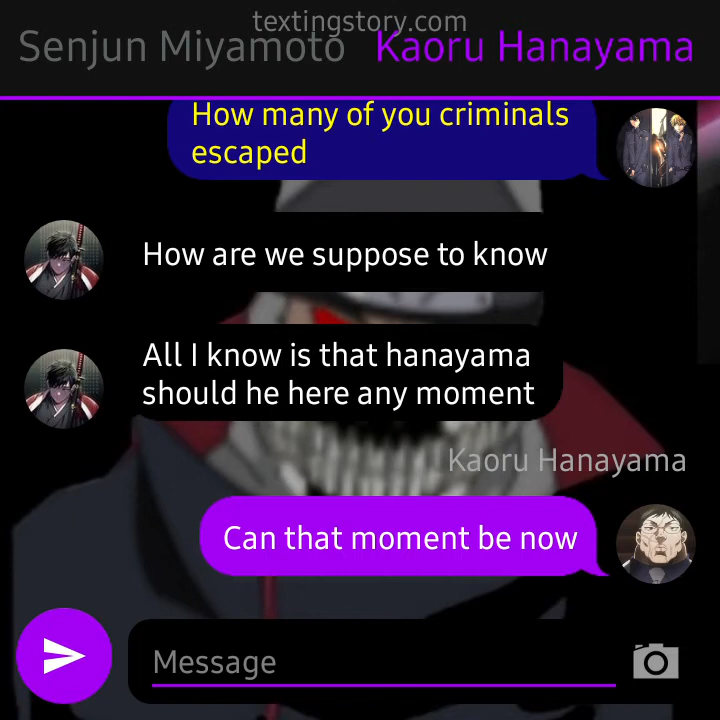 textingstory.com
Senjun Miyamoto Kaoru Hanayama
How many of you criminals
escaped
How are we suppose to know
All I know is that hanayama
should he here any moment
Kaoru Hanayama
Can that moment be now
Message